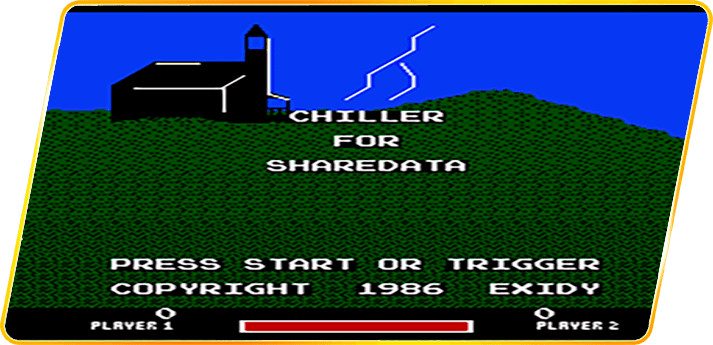 CHILLER
FOR
SHAREDATA
PRESS START OR TRIGGER
COPYRIGHT 1986 EXIDY
0 0
PLAYER 1 PLAYER 2